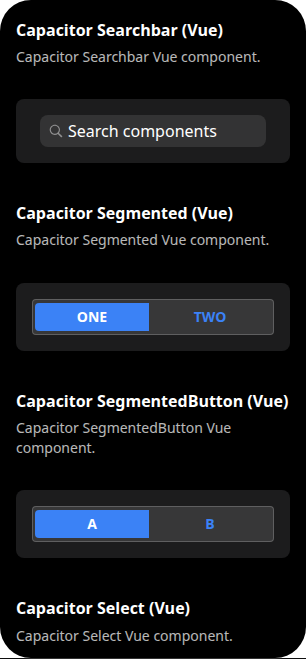 Capacitor Searchbar (Vue)
Capacitor Searchbar Vue component.
Search components
Capacitor Segmented (Vue)
Capacitor Segmented Vue component.
ONE TWO
Capacitor SegmentedButton (Vue)
Capacitor SegmentedButton Vue
component.
A B
Capacitor Select (Vue)
Capacitor Select Vue component.